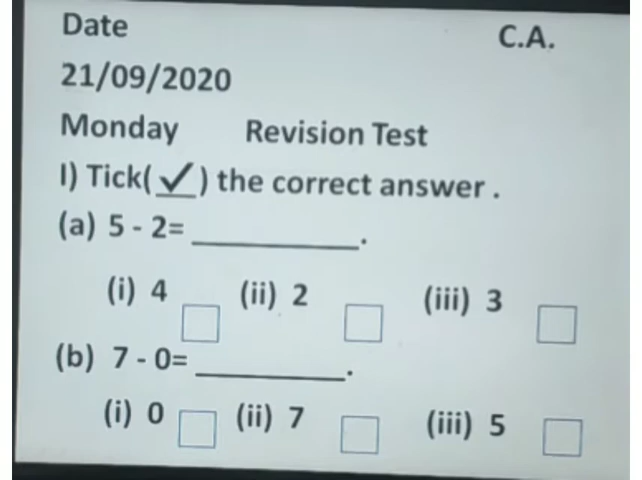 Date C.A.
21/09/2020
Monday Revision Test
I) Tick(✓) the correct answer .
(a) 5 - 2= __________.
(i) 4 (ii) 2 (iii) 3
(b) 7 - 0= _________.
(i) 0 (ii) 7 (iii) 5